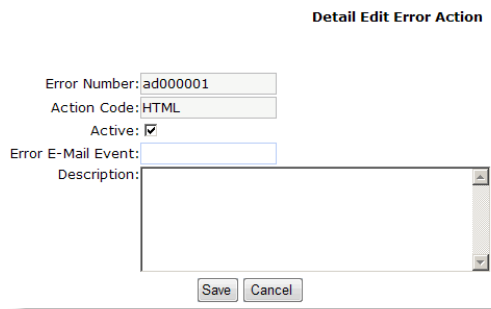 Detail Edit Error Action
Error Number: ad000001
Action Code: HTML
Active:
Error E-Mail Event:
Description:
Save Cancel